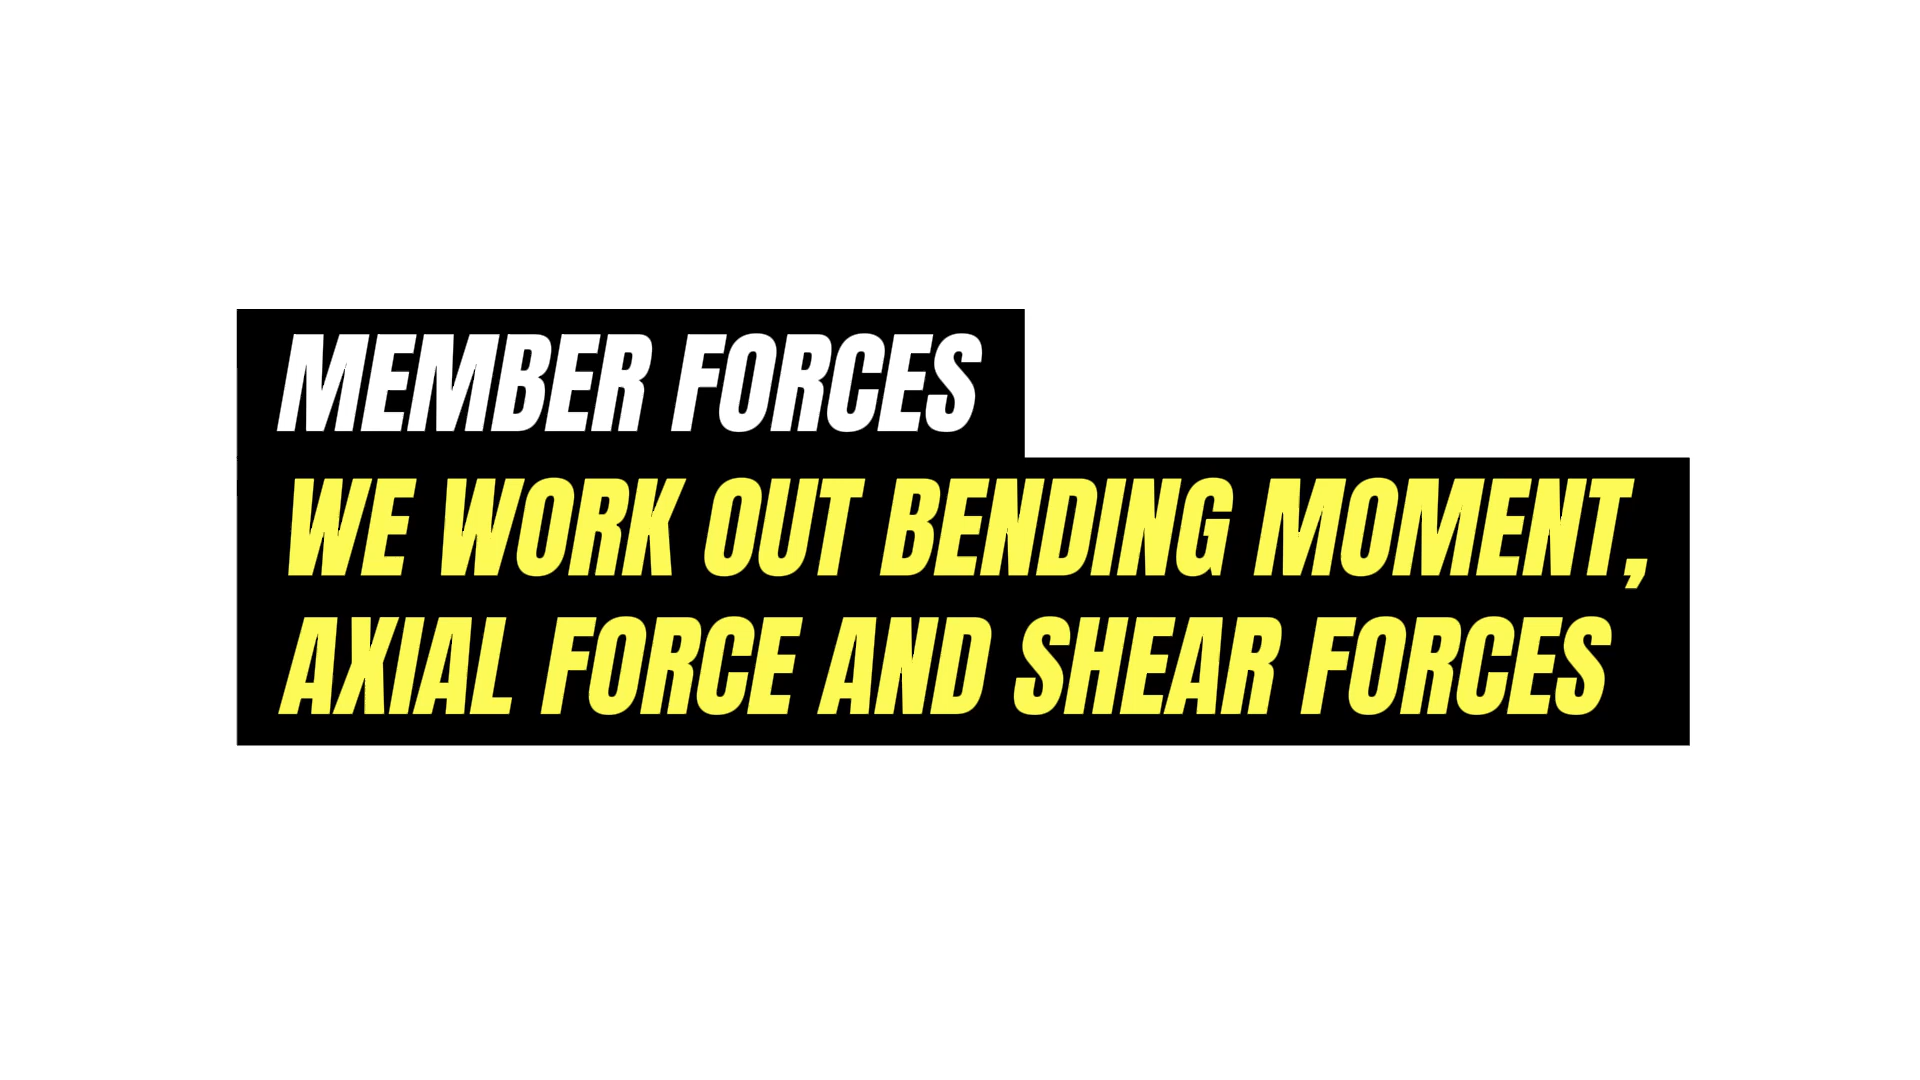 MEMBER FORCES
WE WORK OUT BENDING MOMENT,
AXIAL FORCE AND SHEAR FORCES